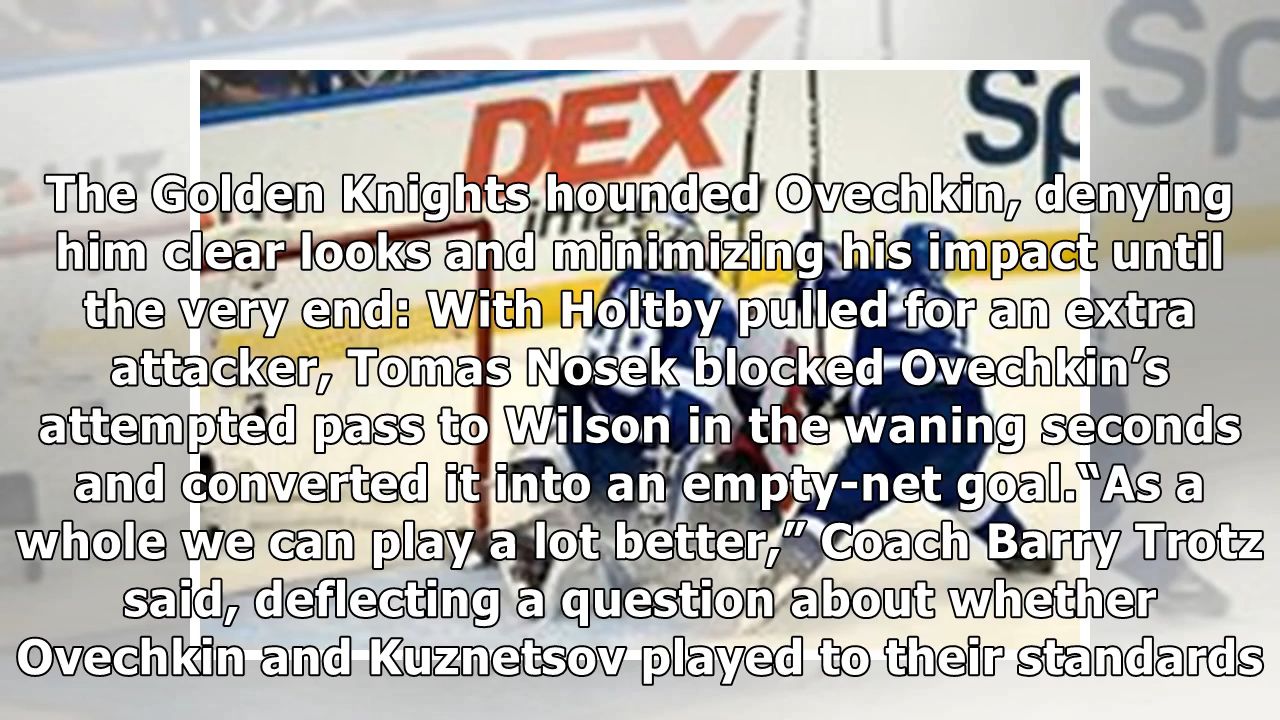 DEX
Sp
The Golden Knights hounded Ovechkin, denying
him clear looks and minimizing his impact until
the very end: With Holtby pulled for an extra
attacker, Tomas Nosek blocked Ovechkin’s
attempted pass to Wilson in the waning seconds
and converted it into an empty-net goal.“As a
whole we can play a lot better,” Coach Barry Trotz
said, deflecting a question about whether
Ovechkin and Kuznetsov played to their standards